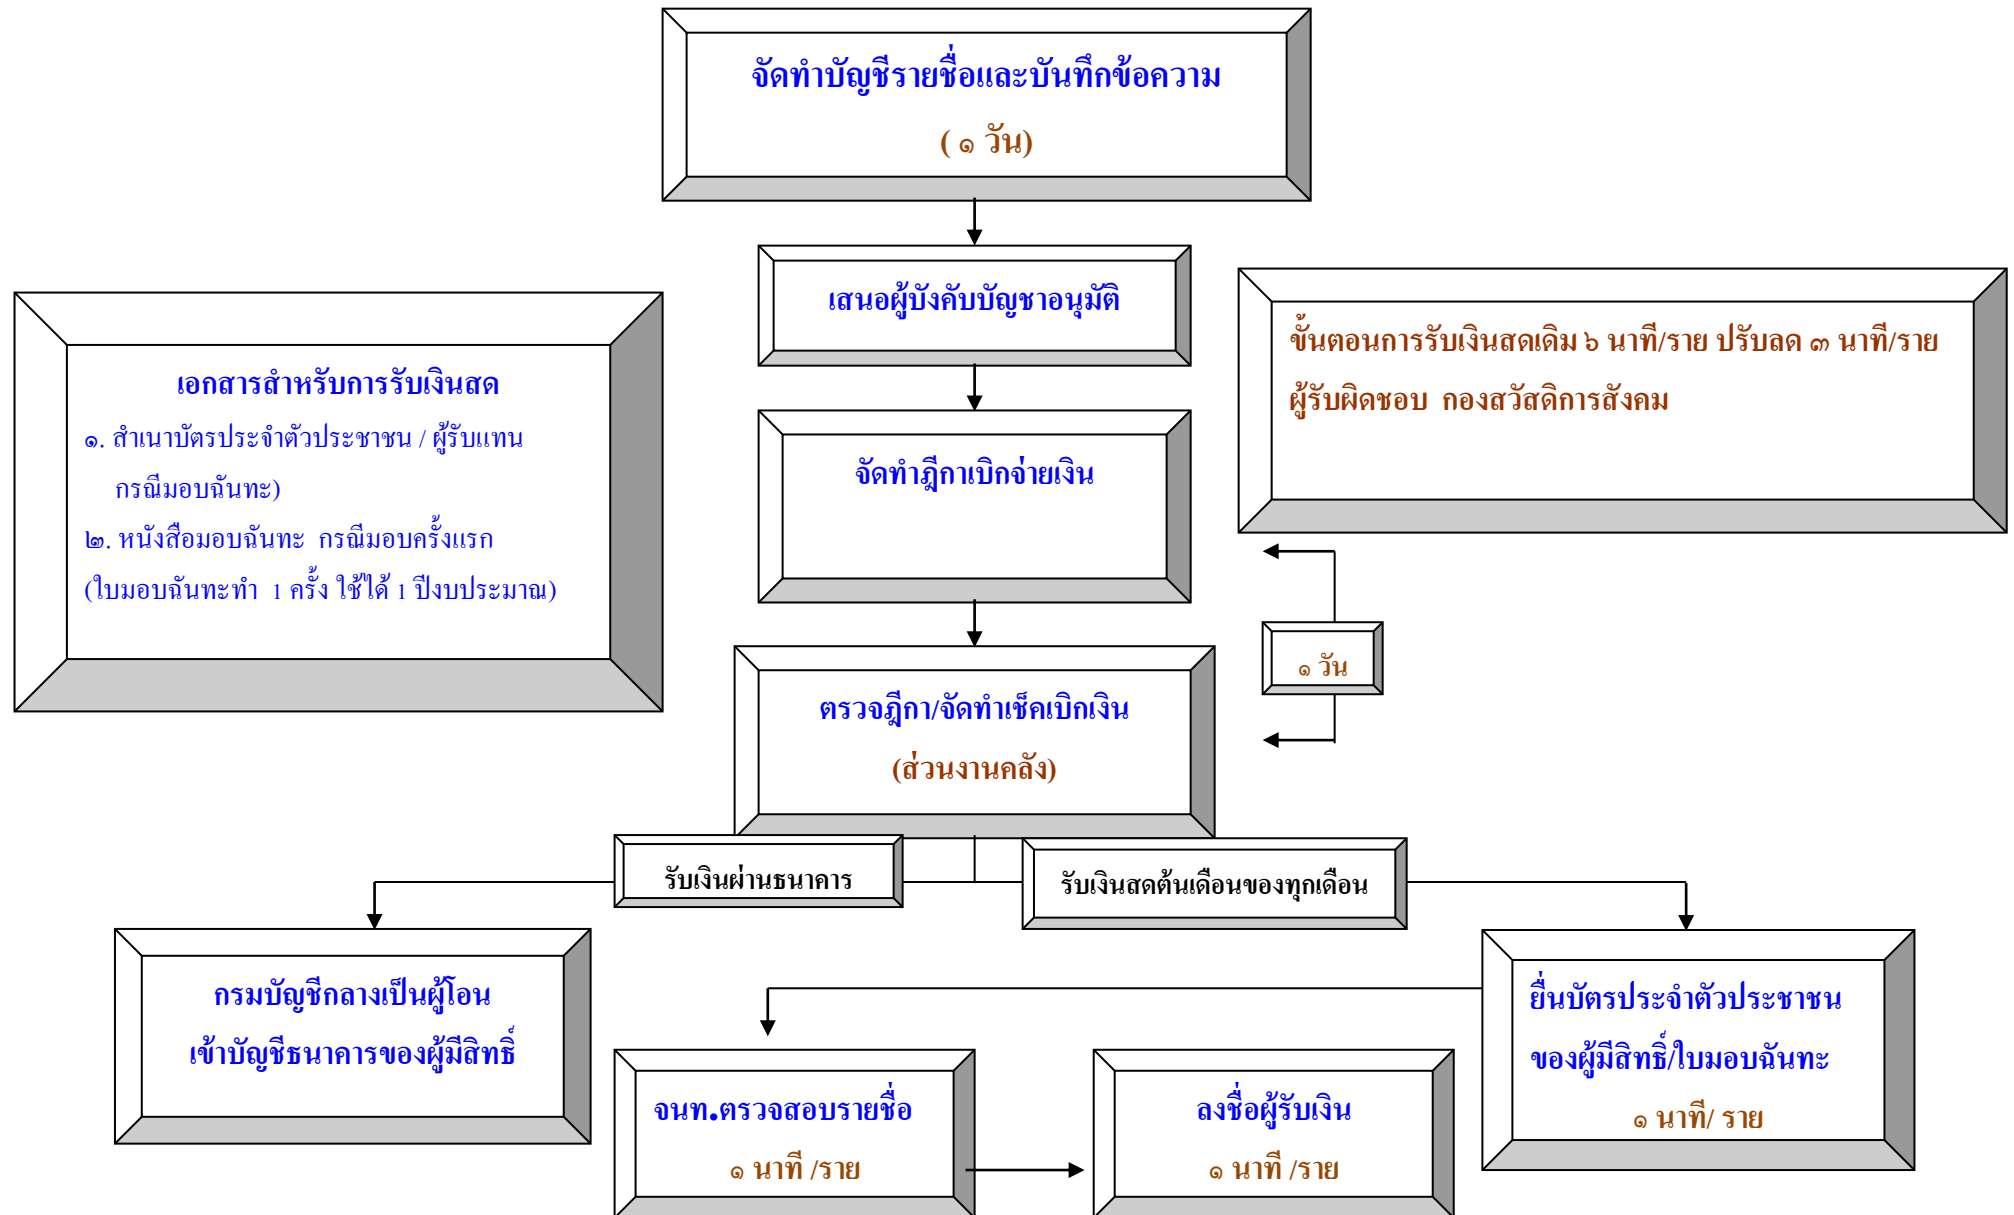 จัดทำบัญชีรายชื่อและบันทึกข้อความ
( ๑ วัน)
เสนอผู้บังคับบัญชาอนุมัติ
ขั้นตอนการรับเงินสดเดิม ๖ นาที/ราย ปรับลด ๓ นาที/ราย
ผู้รับผิดชอบ กองสวัสดิการสังคม
เอกสารสำหรับการรับเงินสด
๑. สำเนาบัตรประจำตัวประชาชน / ผู้รับแทน
กรณีมอบฉันทะ)
๒. หนังสือมอบฉันทะ กรณีมอบครั้งแรก
(ใบมอบฉันทะทำ 1 ครั้ง ใช้ได้ 1 ปีงบประมาณ)
จัดทำฎีกาเบิกจ่ายเงิน
๑ วัน
ตรวจฎีกา/จัดทำเช็คเบิกเงิน
(ส่วนงานคลัง)
รับเงินผ่านธนาคาร
รับเงินสดต้นเดือนของทุกเดือน
กรมบัญชีกลางเป็นผู้โอน
เข้าบัญชีธนาคารของผู้มีสิทธิ์
ยื่นบัตรประจำตัวประชาชน
ของผู้มีสิทธิ์/ใบมอบฉันทะ
๑ นาที/ ราย
จนท.ตรวจสอบรายชื่อ
๑ นาที /ราย
ลงชื่อผู้รับเงิน
๑ นาที /ราย